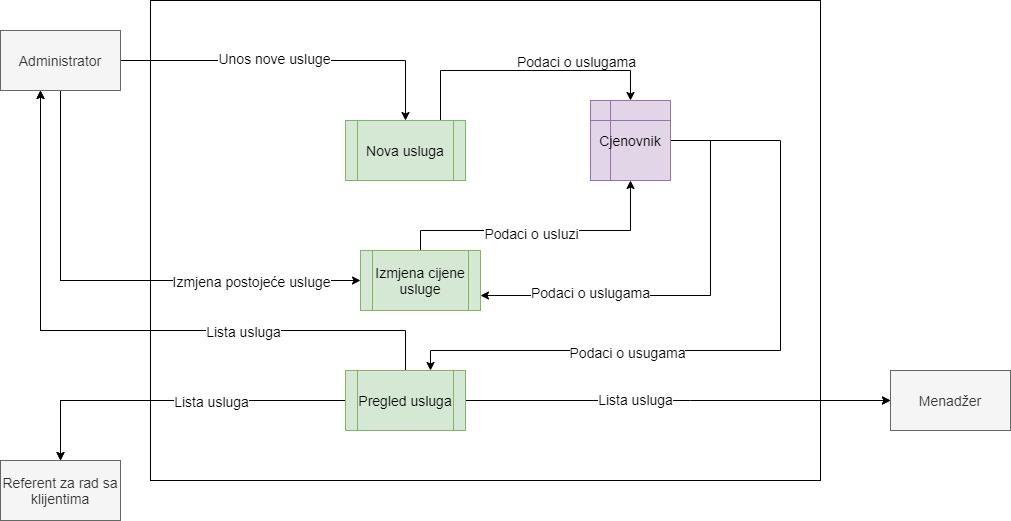 Administrator
Unos nove usluge
Podaci o uslugama
Nova usluga
Cjenovnik
Podaci o usluzi
Izmjena postojeće usluge
Izmjena cijene
usluge
Podaci o uslugama
Lista usluga
Podaci o usugama
Lista usluga
Pregled usluga
Lista usluga
Menadžer
Referent za rad sa
klijentima